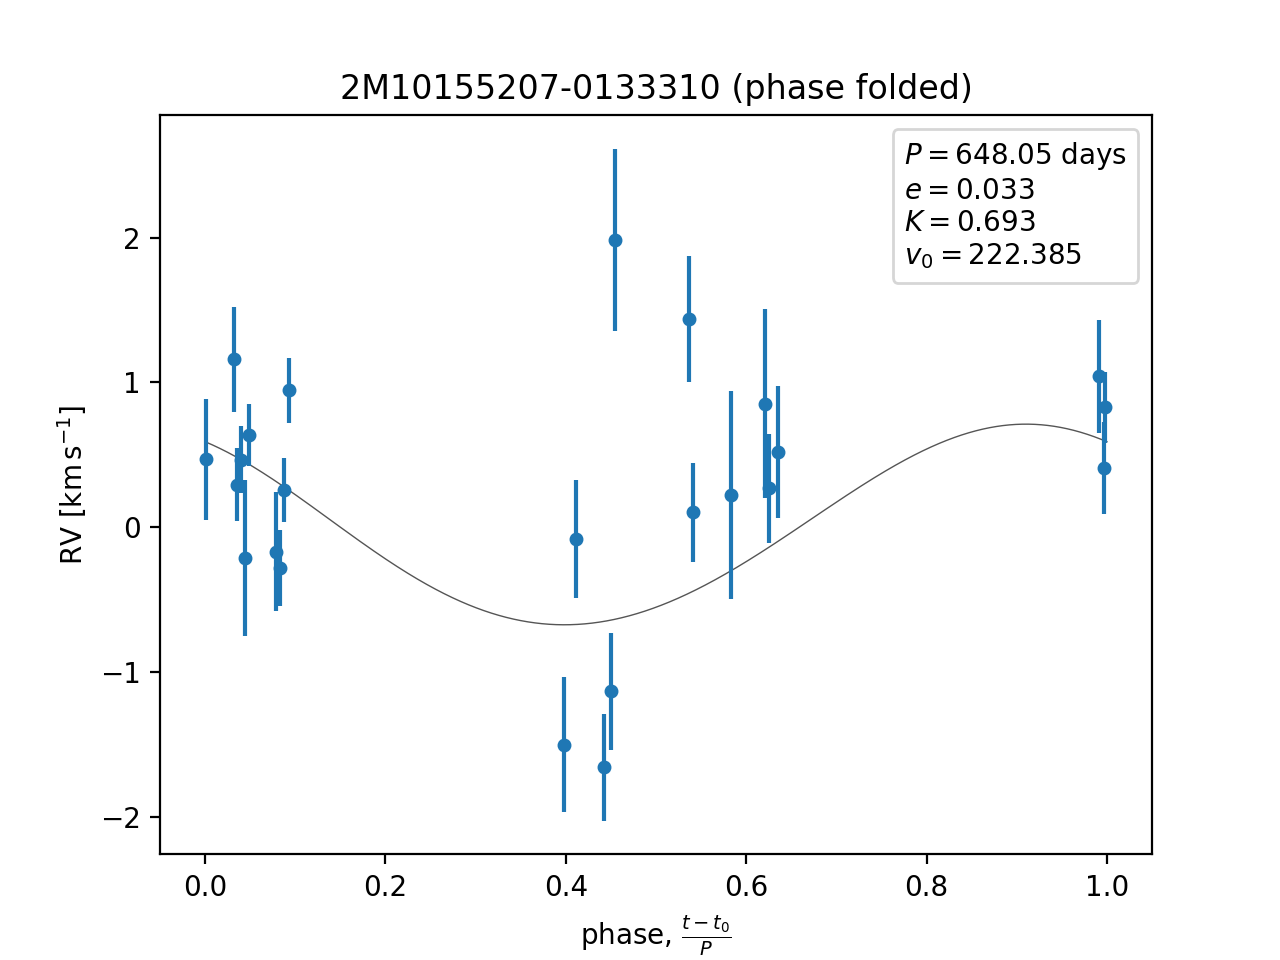 2M10155207-0133310 (phase folded)
P = 648.05 days
e = 0.033
K = 0.693
v₀ = 222.385
RV [km s⁻¹]
2
1
0
−1
−2
0.0 0.2 0.4 0.6 0.8 1.0
phase, (t − t₀)/P